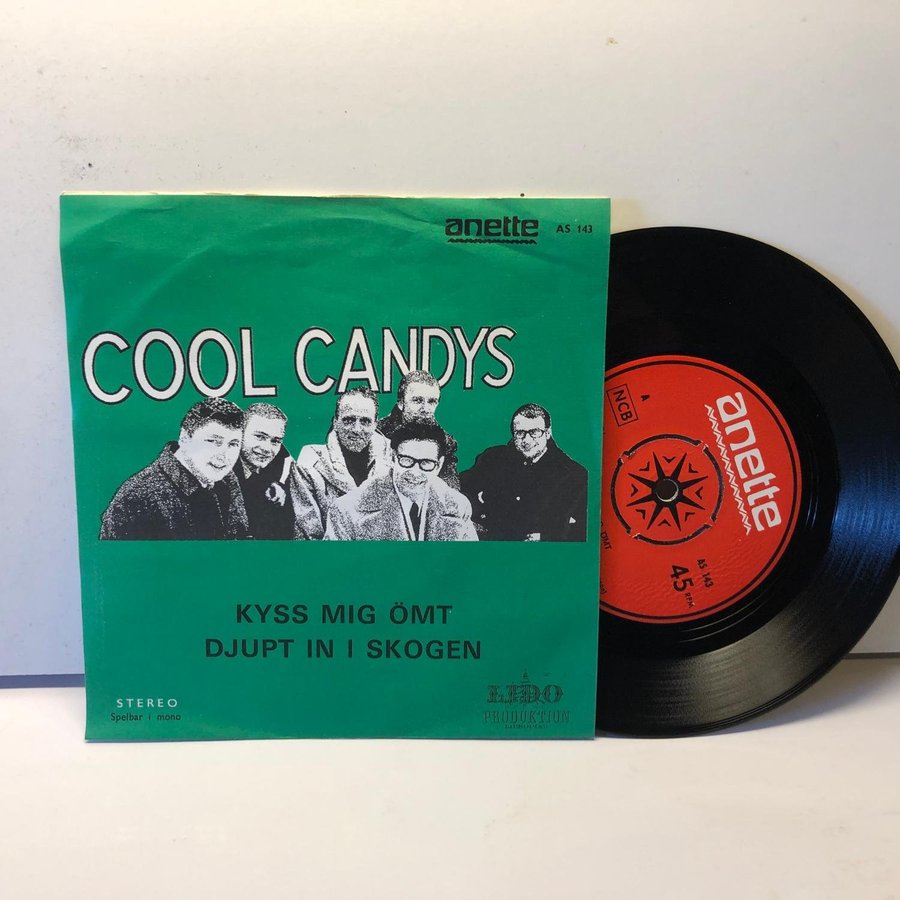 anette AS 143
COOL CANDYS
KYSS MIG ÖMT
DJUPT IN I SKOGEN
STEREO
Spelbar i mono
LIDO
PRODUKTION
anette
A
NCB
AS 143
45 RPM